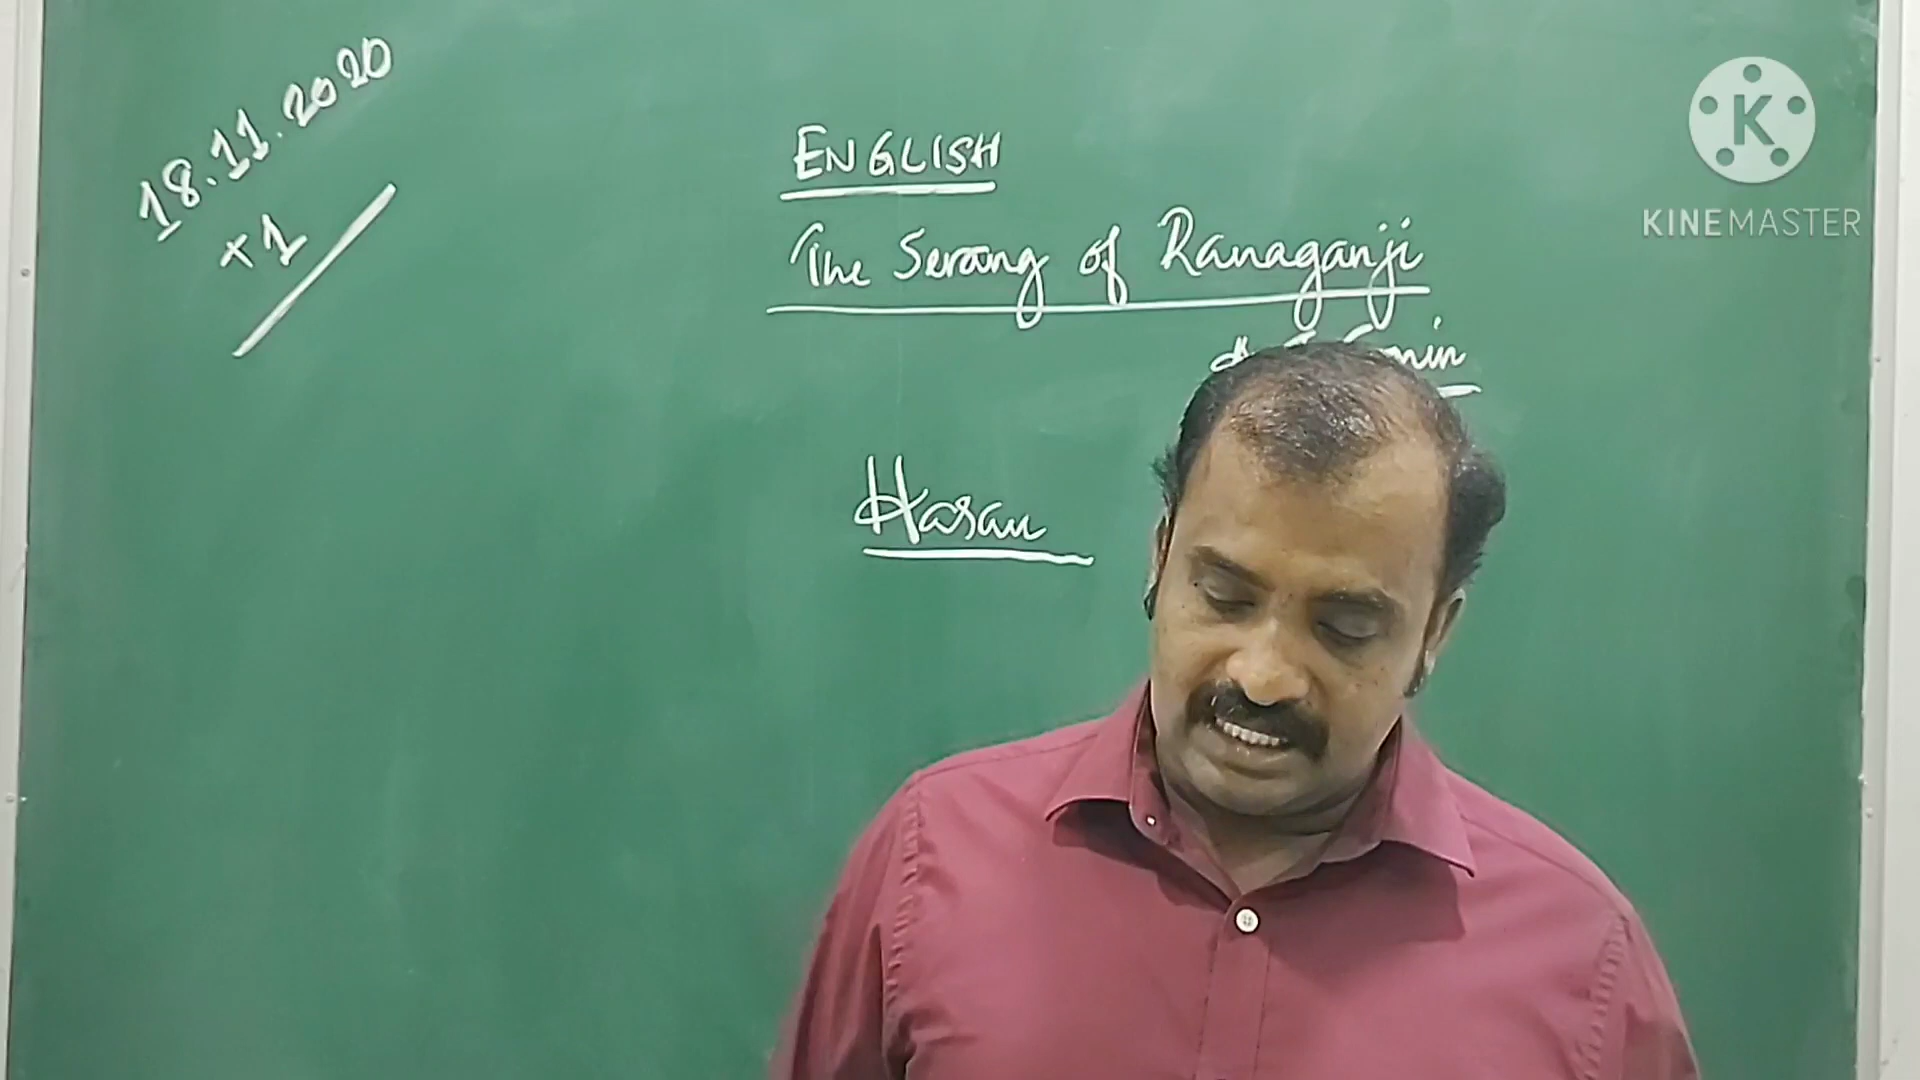 18.11.2020
+1
ENGLISH
The Serang of Ranaganji
Hasan
K
KINEMASTER